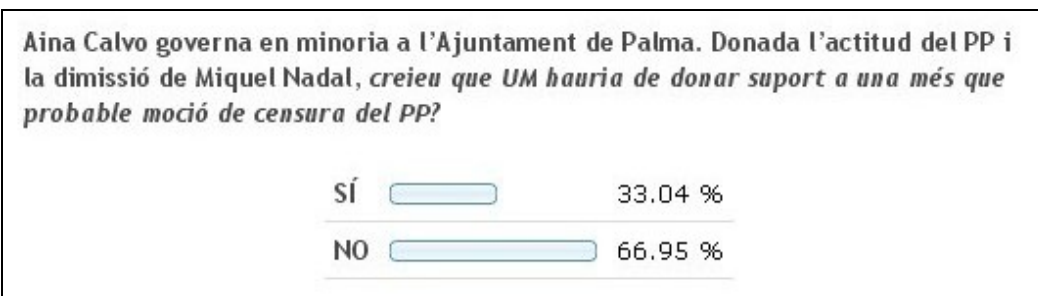 Aina Calvo governa en minoria a l'Ajuntament de Palma. Donada l'actitud del PP i
la dimissió de Miquel Nadal, creieu que UM hauria de donar suport a una més que
probable moció de censura del PP?
SÍ 33.04 %
NO 66.95 %